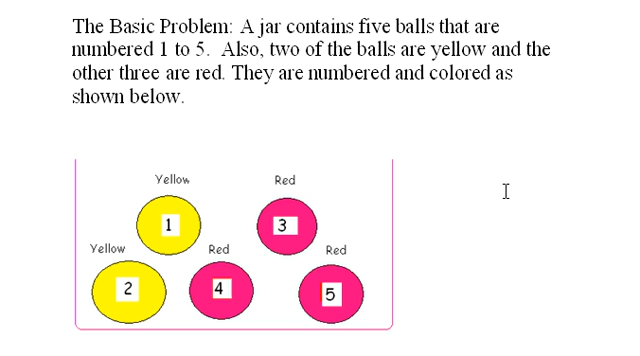 The Basic Problem: A jar contains five balls that are
numbered 1 to 5. Also, two of the balls are yellow and the
other three are red. They are numbered and colored as
shown below.
Yellow Red
1 3
Yellow Red Red
2 4 5